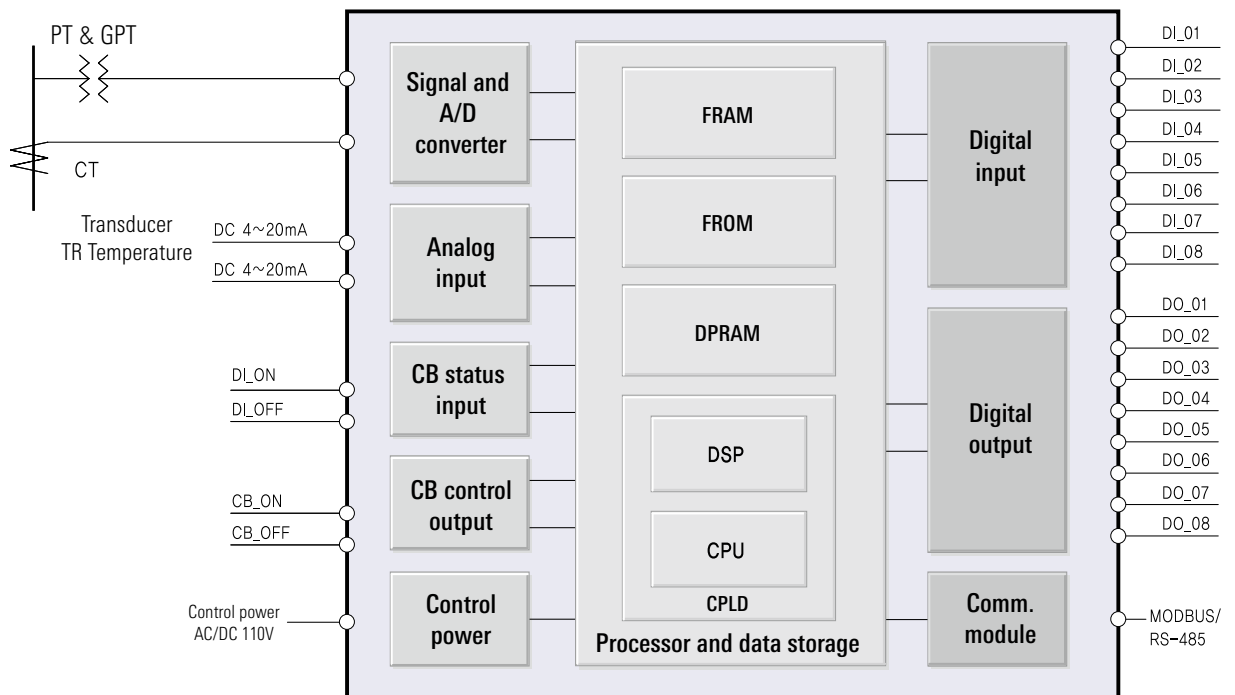 PT & GPT
CT
Transducer
TR Temperature
DC 4~20mA
DC 4~20mA
DI_ON
DI_OFF
CB_ON
CB_OFF
Control power
AC/DC 110V
Signal and
A/D
converter
Analog
input
CB status
input
CB control
output
Control
power
FRAM
FROM
DPRAM
DSP
CPU
CPLD
Processor and data storage
Digital
input
Digital
output
Comm.
module
DI_01
DI_02
DI_03
DI_04
DI_05
DI_06
DI_07
DI_08
DO_01
DO_02
DO_03
DO_04
DO_05
DO_06
DO_07
DO_08
MODBUS/
RS-485